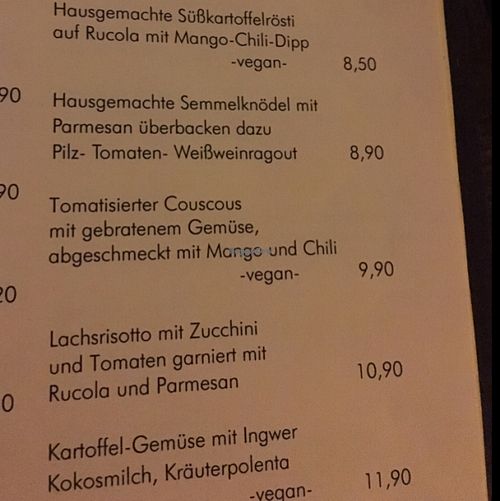 Hausgemachte Süßkartoffelrösti
auf Rucola mit Mango-Chili-Dipp
-vegan- 8,50
90
Hausgemachte Semmelknödel mit
Parmesan überbacken dazu
Pilz- Tomaten- Weißweinragout 8,90
90
Tomatisierter Couscous
mit gebratenem Gemüse,
abgeschmeckt mit Mango und Chili
-vegan- 9,90
20
Lachsrisotto mit Zucchini
und Tomaten garniert mit
Rucola und Parmesan 10,90
0
Kartoffel-Gemüse mit Ingwer
Kokosmilch, Kräuterpolenta
-vegan- 11,90